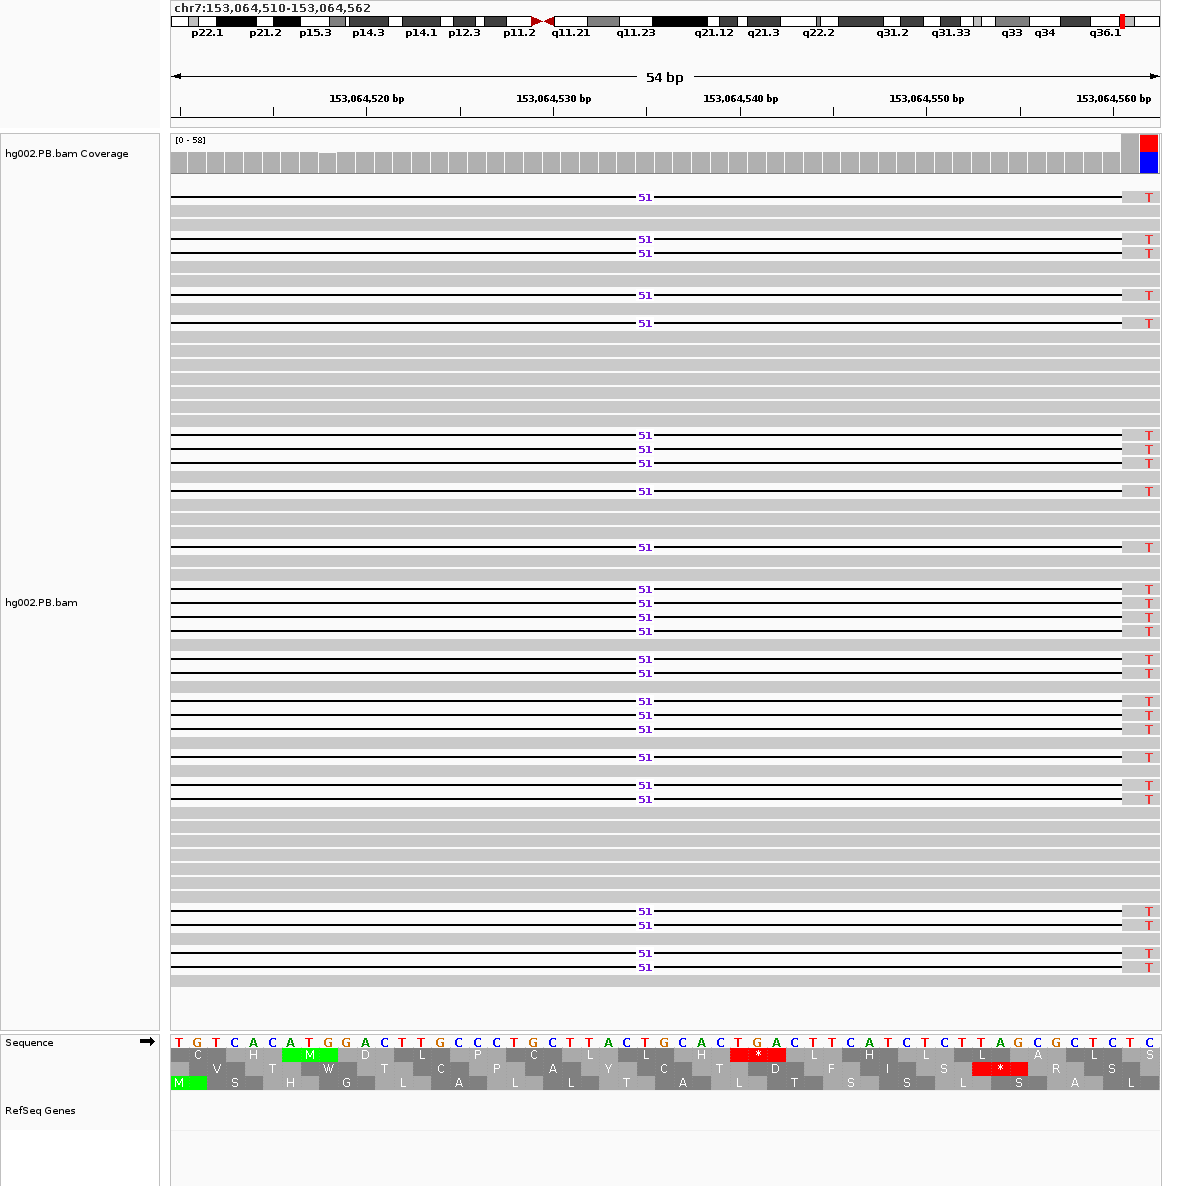 chr7:153,064,510-153,064,562
p22.1 p21.2 p15.3 p14.3 p14.1 p12.3 p11.2 q11.21 q11.23 q21.12 q21.3 q22.2 q31.2 q31.33 q33 q34 q36.1
54 bp
153,064,520 bp 153,064,530 bp 153,064,540 bp 153,064,550 bp 153,064,560 bp
[0 - 58]
hg002.PB.bam Coverage
51 T
51 T
51 T
51 T
51 T
51 T
51 T
51 T
51 T
51 T
51 T
hg002.PB.bam 51 T
51 T
51 T
51 T
51 T
51 T
51 T
51 T
51 T
51 T
51 T
51 T
51 T
51 T
51 T
Sequence T G T C A C A T G G A C T T G C C C T G C T T A C T G C A C T G A C T T C A T C T C T T A G C G C T C T C
C H M D L P C L L H * L H L L A L S
V T W T C P A Y C T D F I S * R S
M S H G L A L L T A L T S S L S A L
RefSeq Genes